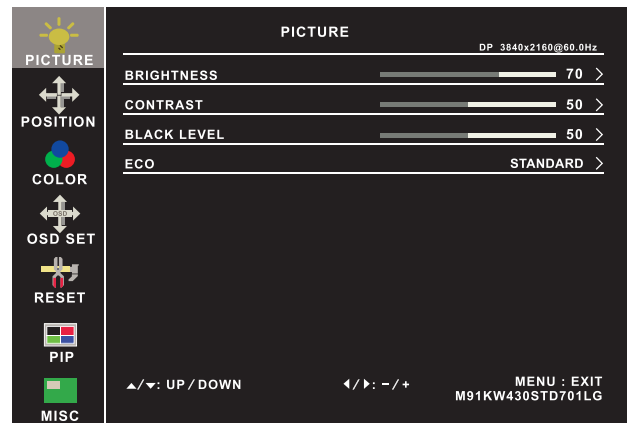 PICTURE
DP 3840x2160@60.0Hz
PICTURE
POSITION
COLOR
OSD
OSD SET
RESET
PIP
MISC
BRIGHTNESS 70 >
CONTRAST 50 >
BLACK LEVEL 50 >
ECO STANDARD >
▲/▼: UP / DOWN ◀/▶: − / + MENU : EXIT
M91KW430STD701LG